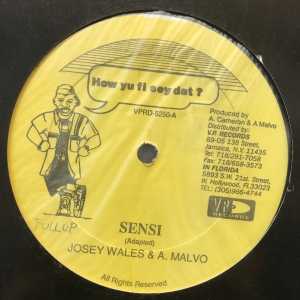 How yu fi sey dat ?
VPRD-5250-A
Produced by
A. Cameron & A Malvo
Distributed by:
V.P. RECORDS
89-05 138 Street,
Jamaica, N.Y. 11435
Tel: 718/291-7058
Fax: 718/658-3573
IN FLORIDA
5893 S.W. 21st. Street,
W. Hollywood, FL33023
TEL: (305)966-4744
VP
RECORDS
PULLUP
SENSI
(Adapted)
JOSEY WALES & A. MALVO
All Rights Reserved